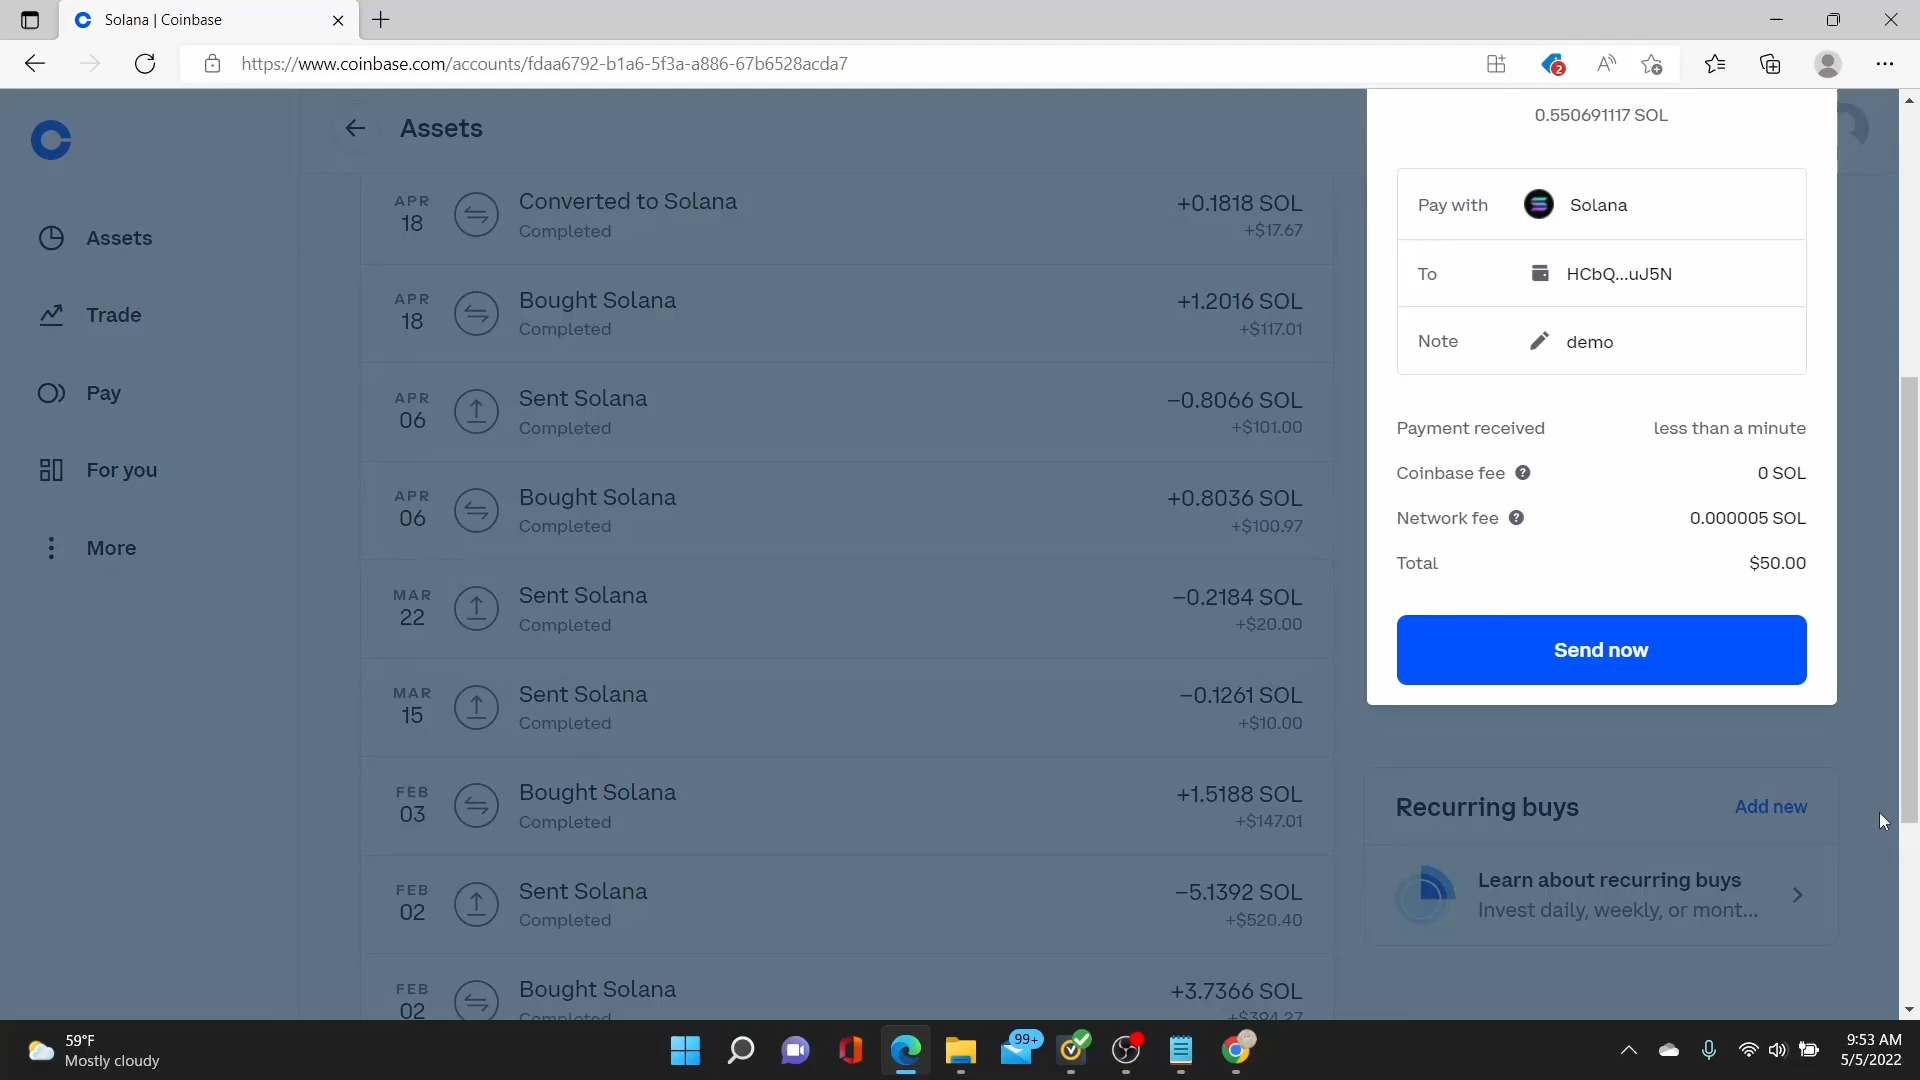 Solana | Coinbase
https://www.coinbase.com/accounts/fdaa6792-b1a6-5f3a-a886-67b6528acda7
2
Assets
Trade
Pay
For you
More
Assets
APR 18 Converted to Solana +0.1818 SOL
Completed +$17.67
APR 18 Bought Solana +1.2016 SOL
Completed +$117.01
APR 06 Sent Solana −0.8066 SOL
Completed +$101.00
APR 06 Bought Solana +0.8036 SOL
Completed +$100.97
MAR 22 Sent Solana −0.2184 SOL
Completed +$20.00
MAR 15 Sent Solana −0.1261 SOL
Completed +$10.00
FEB 03 Bought Solana +1.5188 SOL
Completed +$147.01
FEB 02 Sent Solana −5.1392 SOL
Completed +$520.40
FEB 02 Bought Solana +3.7366 SOL
Completed +$394.27
0.550691117 SOL
Pay with Solana
To HCbQ...uJ5N
Note demo
Payment received less than a minute
Coinbase fee ? 0 SOL
Network fee ? 0.000005 SOL
Total $50.00
Send now
Recurring buys Add new
Learn about recurring buys
Invest daily, weekly, or mont...
59°F
Mostly cloudy
99+
9:53 AM
5/5/2022